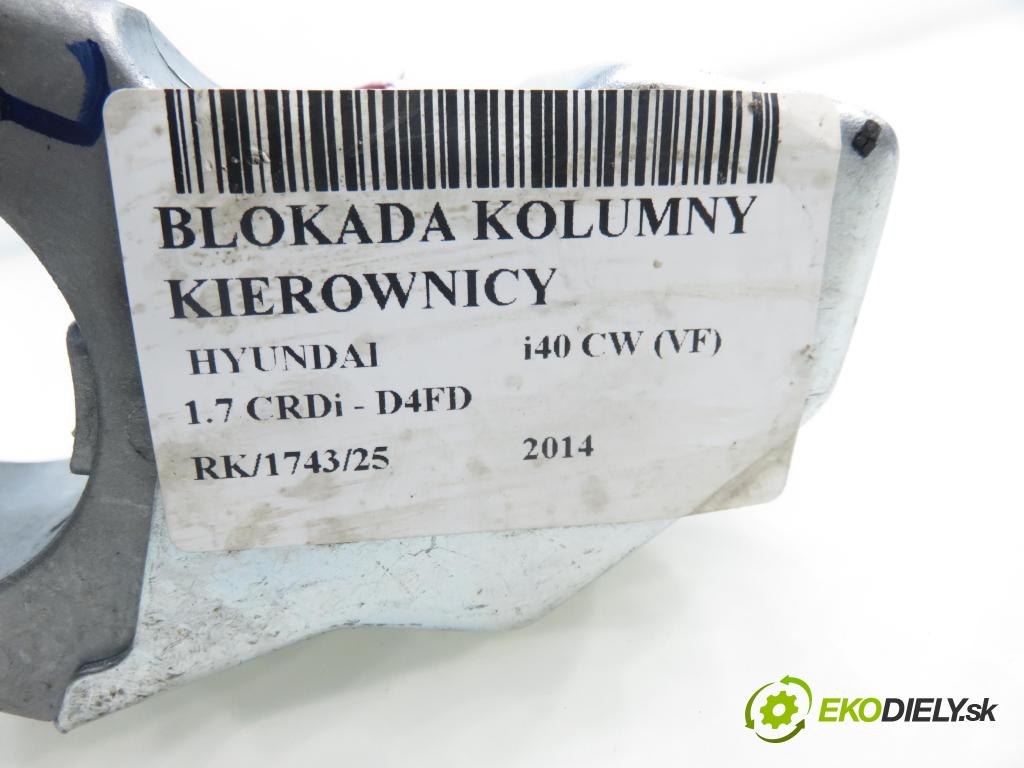 BLOKADA KOLUMNY
KIEROWNICY
HYUNDAI i40 CW (VF)
1.7 CRDi - D4FD
RK/1743/25 2014
EKODIELY.sk